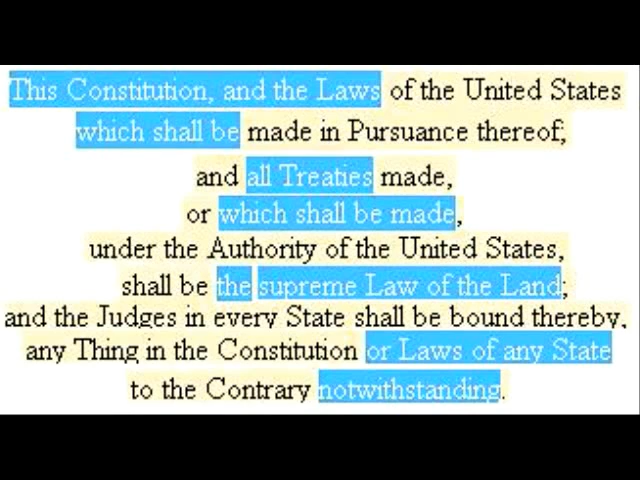 This Constitution, and the Laws of the United States
which shall be made in Pursuance thereof;
and all Treaties made,
or which shall be made,
under the Authority of the United States,
shall be the supreme Law of the Land;
and the Judges in every State shall be bound thereby,
any Thing in the Constitution or Laws of any State
to the Contrary notwithstanding.